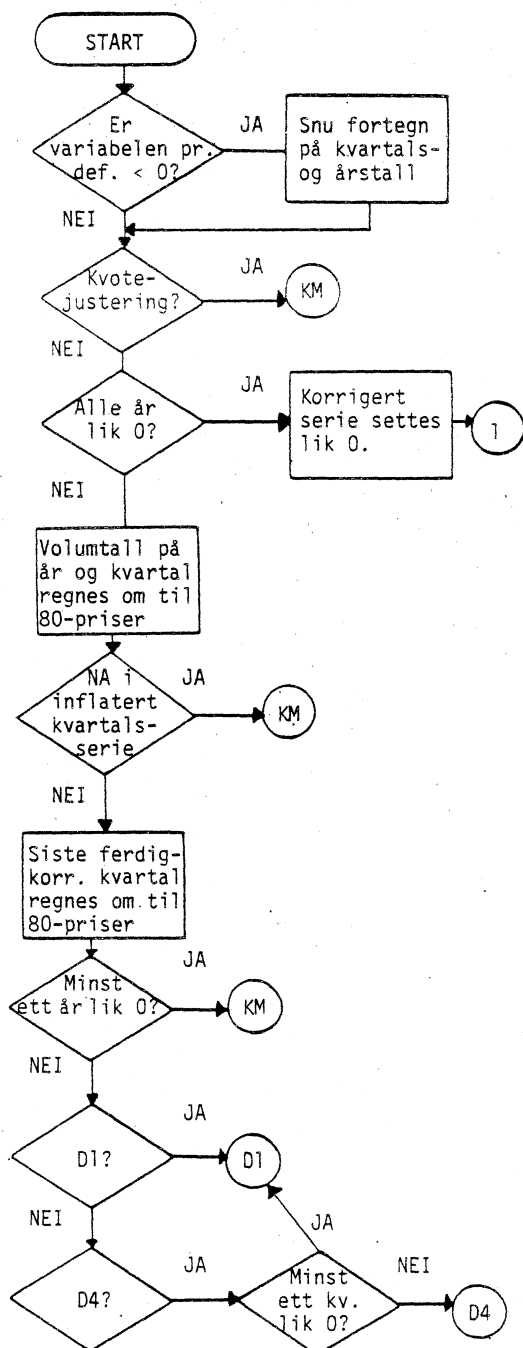 START
Er
variabelen pr.
def. < 0?
JA
Snu fortegn
på kvartals-
og årstall
NEI
Kvote-
justering?
JA
KM
NEI
Alle år
lik 0?
JA
Korrigert
serie settes
lik 0.
1
NEI
Volumtall på
år og kvartal
regnes om til
80-priser
NA i
inflatert
kvartals-
serie
JA
KM
NEI
Siste ferdig-
korr. kvartal
regnes om til
80-priser
Minst
ett år lik 0?
JA
KM
NEI
D1?
JA
D1
NEI
JA
D4?
JA
Minst
ett kv.
lik 0?
NEI
D4